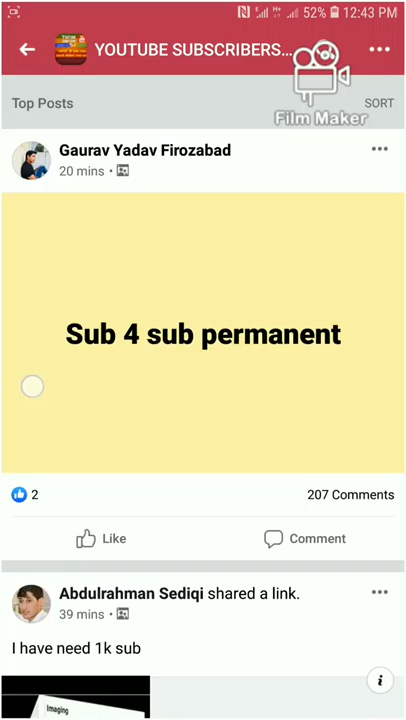 52% 12:43 PM
YOUTUBE SUBSCRIBERS...
Film Maker
Top Posts
SORT
Gaurav Yadav Firozabad
20 mins
Sub 4 sub permanent
2
207 Comments
Like
Comment
Abdulrahman Sediqi shared a link.
39 mins
I have need 1k sub
Imaging